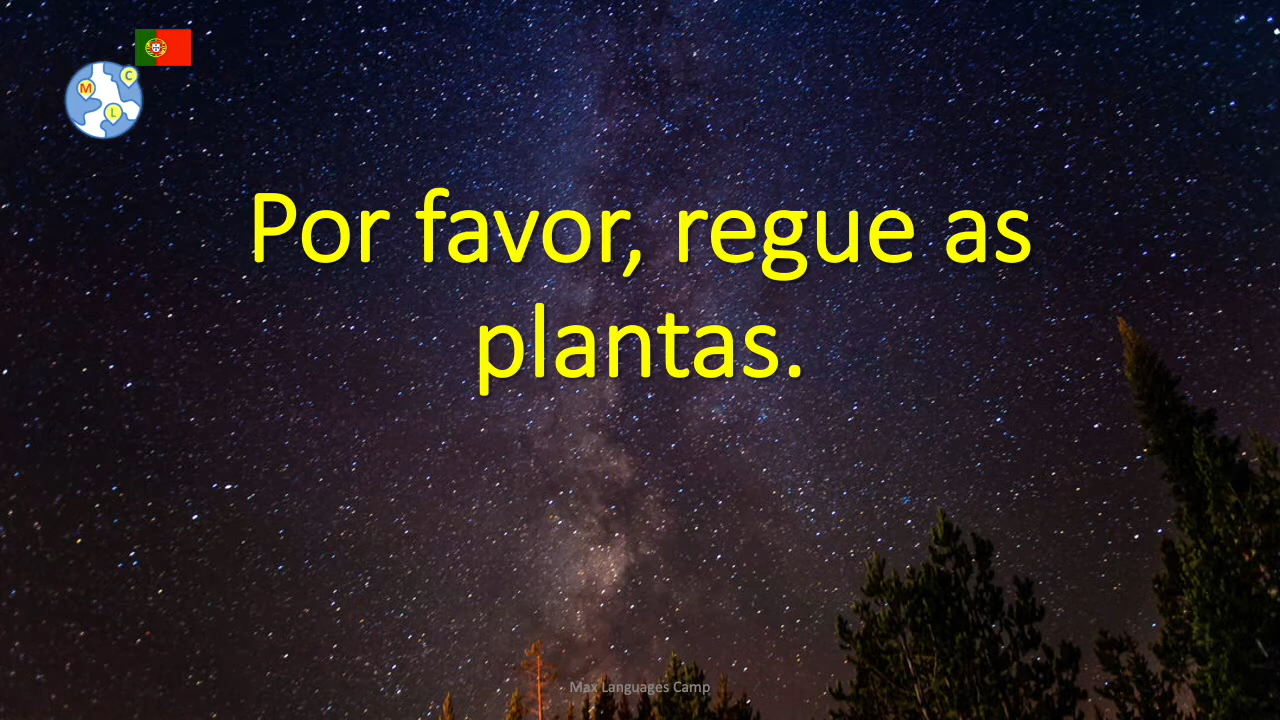 M
C
L
Por favor, regue as
plantas.
Max Languages Camp